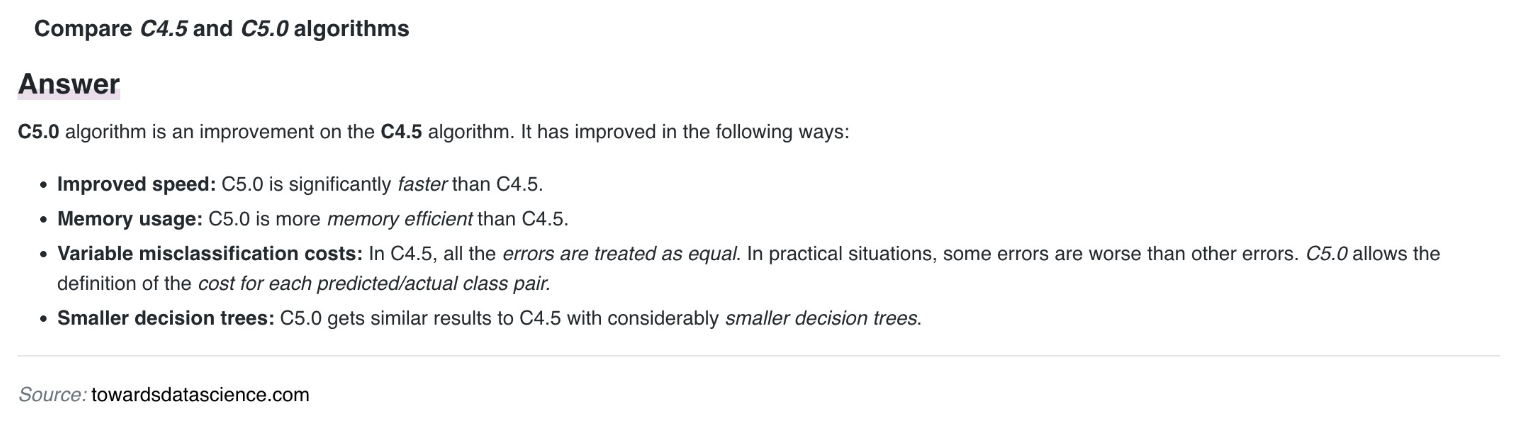 Compare C4.5 and C5.0 algorithms
Answer
C5.0 algorithm is an improvement on the C4.5 algorithm. It has improved in the following ways:
• Improved speed: C5.0 is significantly faster than C4.5.
• Memory usage: C5.0 is more memory efficient than C4.5.
• Variable misclassification costs: In C4.5, all the errors are treated as equal. In practical situations, some errors are worse than other errors. C5.0 allows the
definition of the cost for each predicted/actual class pair.
• Smaller decision trees: C5.0 gets similar results to C4.5 with considerably smaller decision trees.
Source: towardsdatascience.com